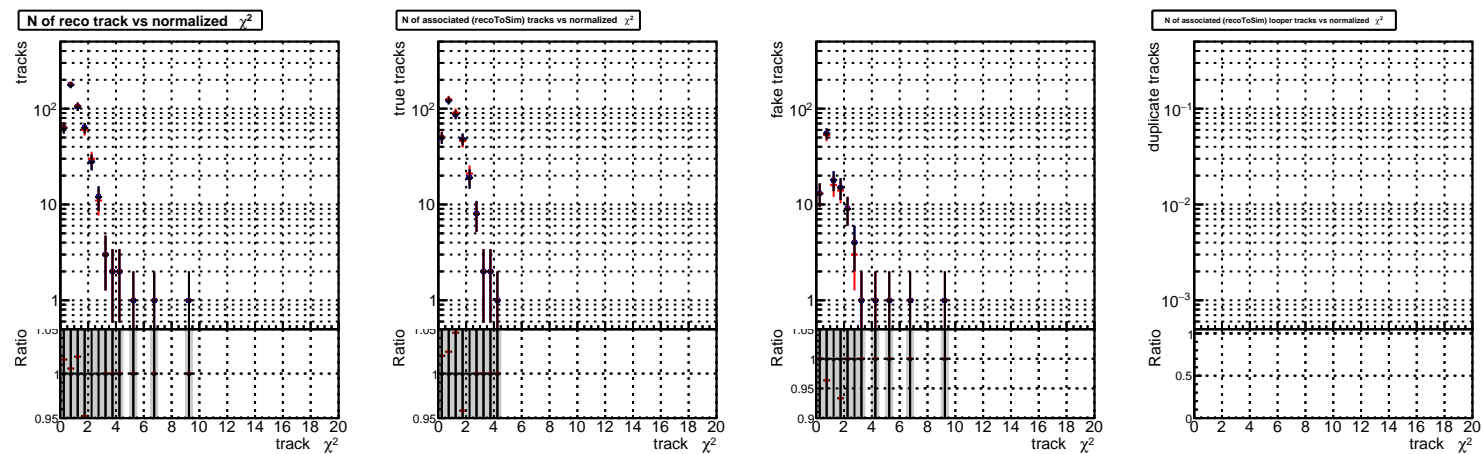 N of reco track vs normalized χ²
tracks
10²
10
1
Ratio
1.05
1
0.95
0 2 4 6 8 10 12 14 16 18 20
track χ²
N of associated (recoToSim) tracks vs normalized χ²
true tracks
10²
10
1
Ratio
1.05
1
0.95
0 2 4 6 8 10 12 14 16 18 20
track χ²
fake tracks
10²
10
1
Ratio
1.05
1
0.95
0.9
0 2 4 6 8 10 12 14 16 18 20
track χ²
N of associated (recoToSim) looper tracks vs normalized χ²
duplicate tracks
10⁻¹
10⁻²
10⁻³
Ratio
1
0.5
0
0 2 4 6 8 10 12 14 16 18 20
track χ²